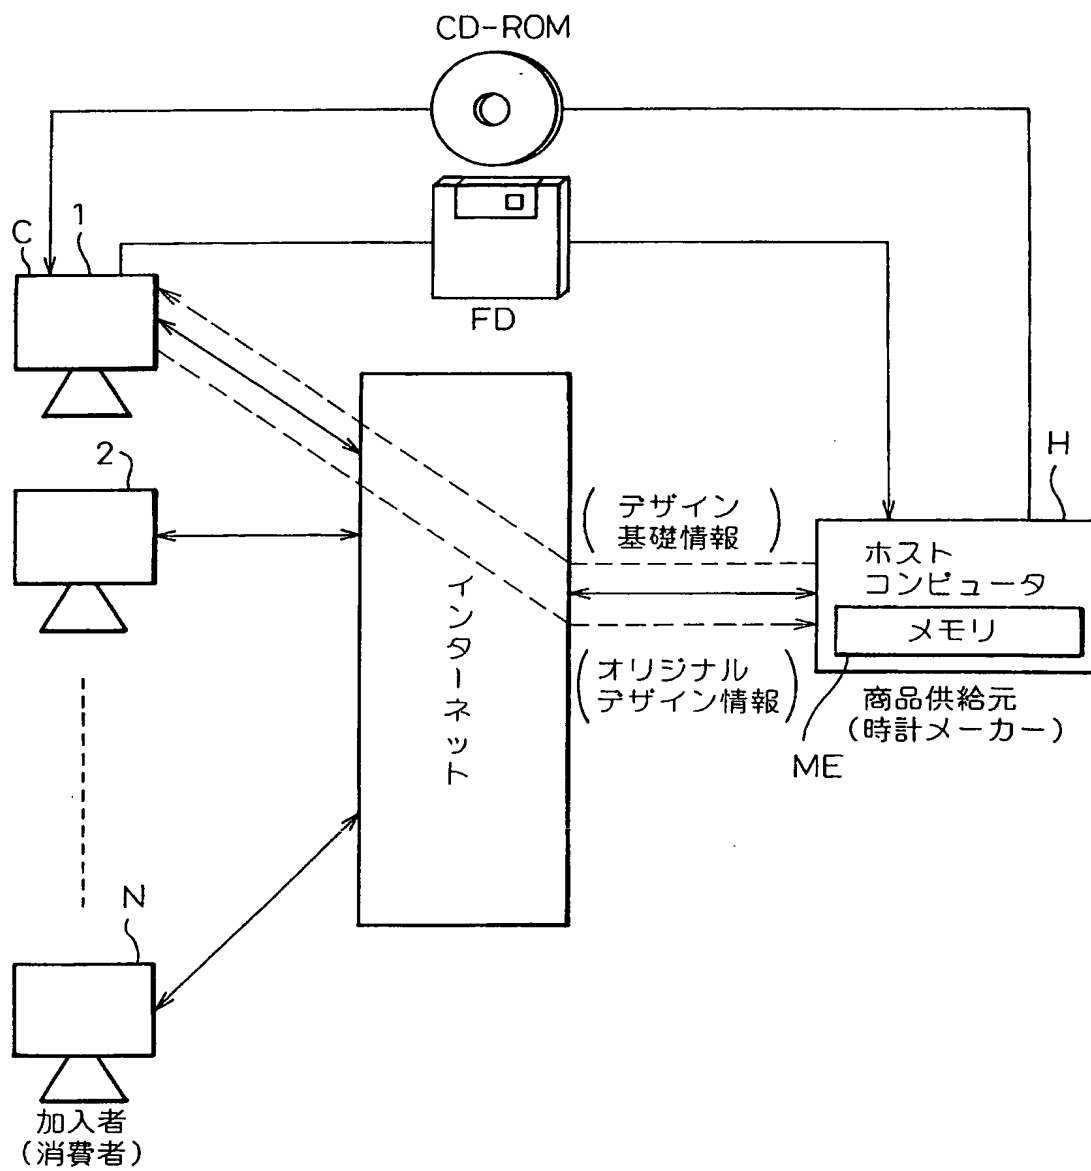 CD-ROM
FD
C
1
2
N
加入者
（消費者）
インターネット
（デザイン
基礎情報）
（オリジナル
デザイン情報）
H
ホスト
コンピュータ
メモリ
商品供給元
（時計メーカー）
ME